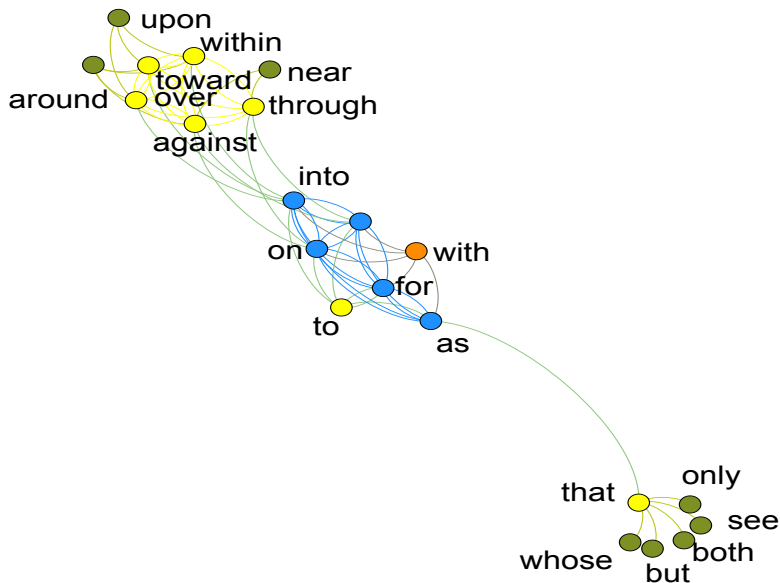 upon
within
near
toward
around
over
through
against
into
on
with
for
to
as
only
that
see
both
whose
but